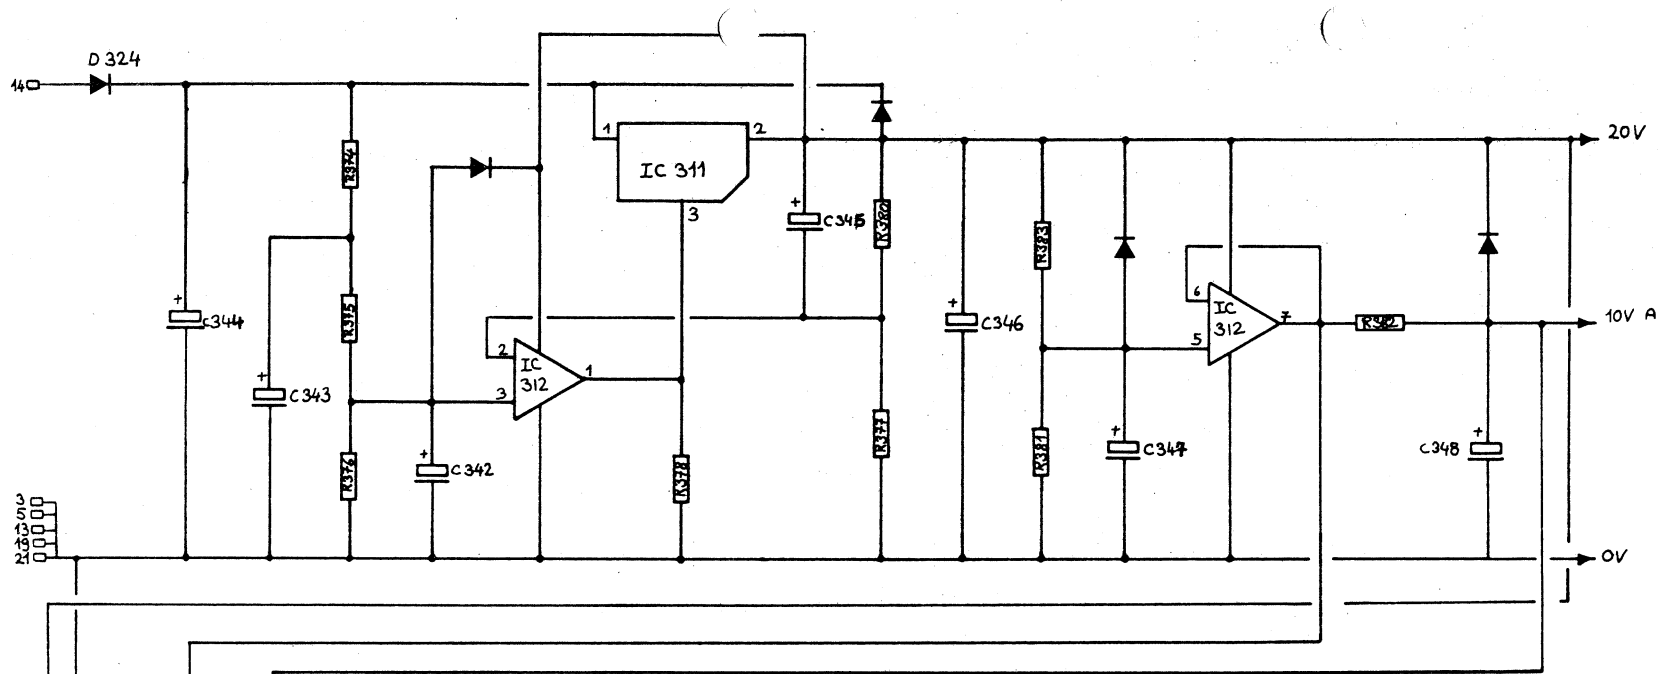 D324
14
1
2
20V
IC 311
R374
3
+
C345
R380
R383
+
C344
R375
+
C346
6
IC
312
7
R382
10V A
5
2
IC
312
1
3
+
C343
R376
+
C342
R378
R377
R381
+
C347
+
C348
3
5
13
19
21
0V